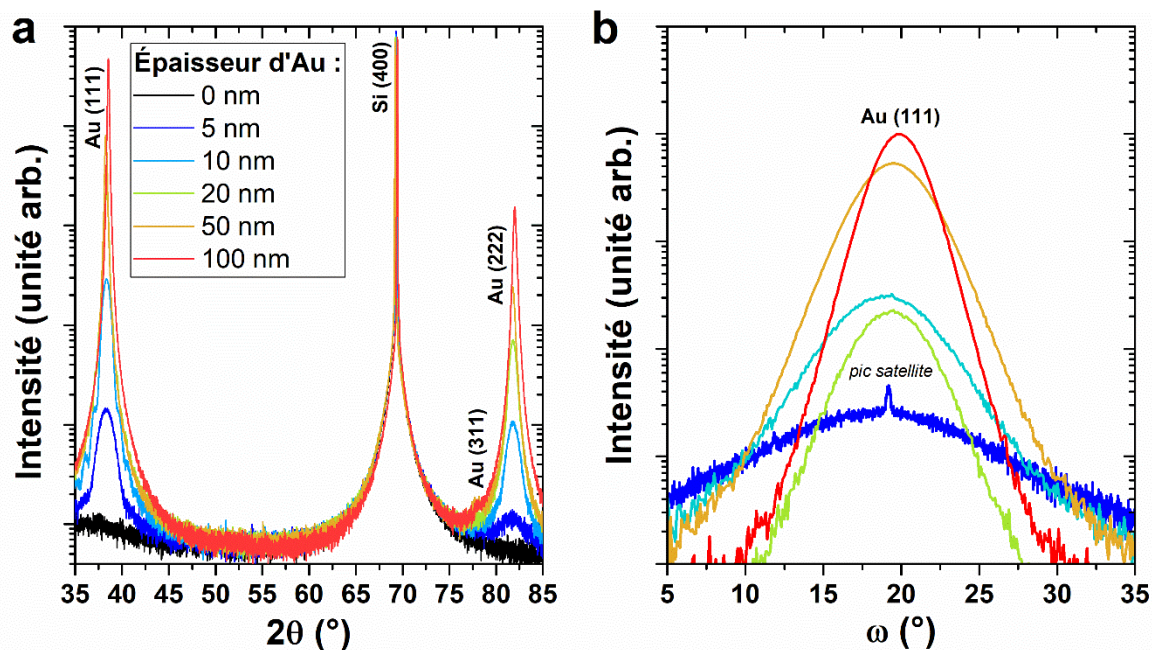 a
Intensité (unité arb.)
Au (111)
Épaisseur d'Au :
0 nm
5 nm
10 nm
20 nm
50 nm
100 nm
Si (400)
Au (311)
Au (222)
35 40 45 50 55 60 65 70 75 80 85
2θ (°)
b
Intensité (unité arb.)
Au (111)
pic satellite
5 10 15 20 25 30 35
ω (°)